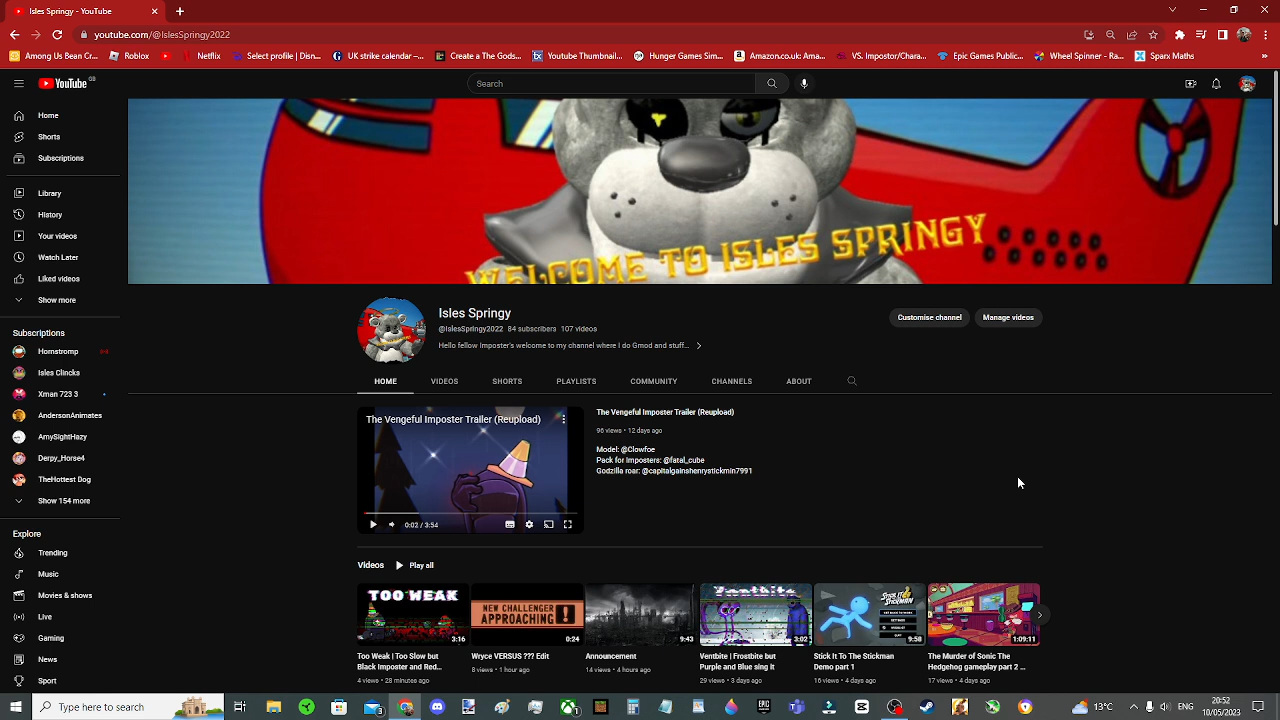 Isles Springy - YouTube
youtube.com/@IslesSpringy2022
Among Us Br Cr...
Roblox
Netflix
Select profile | Disn...
UK strike calendar –...
Create a the Gods...
Youtube Thumbnail...
Hunger Games Sim...
Amazon.co.uk: Ama...
VS. Impostor/Chara...
Epic Games Public...
Wheel Spinner - Ra...
Sparx Maths
YouTube GB
Search
Home
Shorts
Subscriptions
Library
History
Your videos
Watch Later
Liked videos
Show more
Subscriptions
Hornstromp
Isles Clincks
Xman 723 3
AndersonAnimates
AmySightHazy
Derpy_Horse4
TheHottest Dog
Show 154 more
Explore
Trending
Music
Movies & shows
Live
Gaming
News
Sport
WELCOME TO ISLES SPRINGY
Isles Springy
@IslesSpringy2022 84 subscribers 107 videos
Hello fellow Imposter's welcome to my channel where I do Gmod and stuff...
Customise channel
Manage videos
HOME VIDEOS SHORTS PLAYLISTS COMMUNITY CHANNELS ABOUT
The Vengeful Imposter Trailer (Reupload)
0:02 / 3:54
The Vengeful Imposter Trailer (Reupload)
96 views • 12 days ago
Model: @Clowfoe
Pack for Imposters: @fatal_cube
Godzilla roar: @capitalgainshenrystickmin7991
Videos
Play all
TOO WEAK
3:16
Too Weak | Too Slow but
Black Imposter and Red...
4 views • 28 minutes ago
NEW CHALLENGER
APPROACHING!
0:24
Wryce VERSUS ??? Edit
8 views • 1 hour ago
9:43
Announcement
14 views • 4 hours ago
Ventbite
3:02
Ventbite | Frostbite but
Purple and Blue sing it
29 views • 3 days ago
9:58
Stick It To The Stickman
Demo part 1
16 views • 4 days ago
1:09:11
The Murder of Sonic The
Hedgehog gameplay part 2 ...
17 views • 4 days ago
Type here to search
20:52
10/05/2023